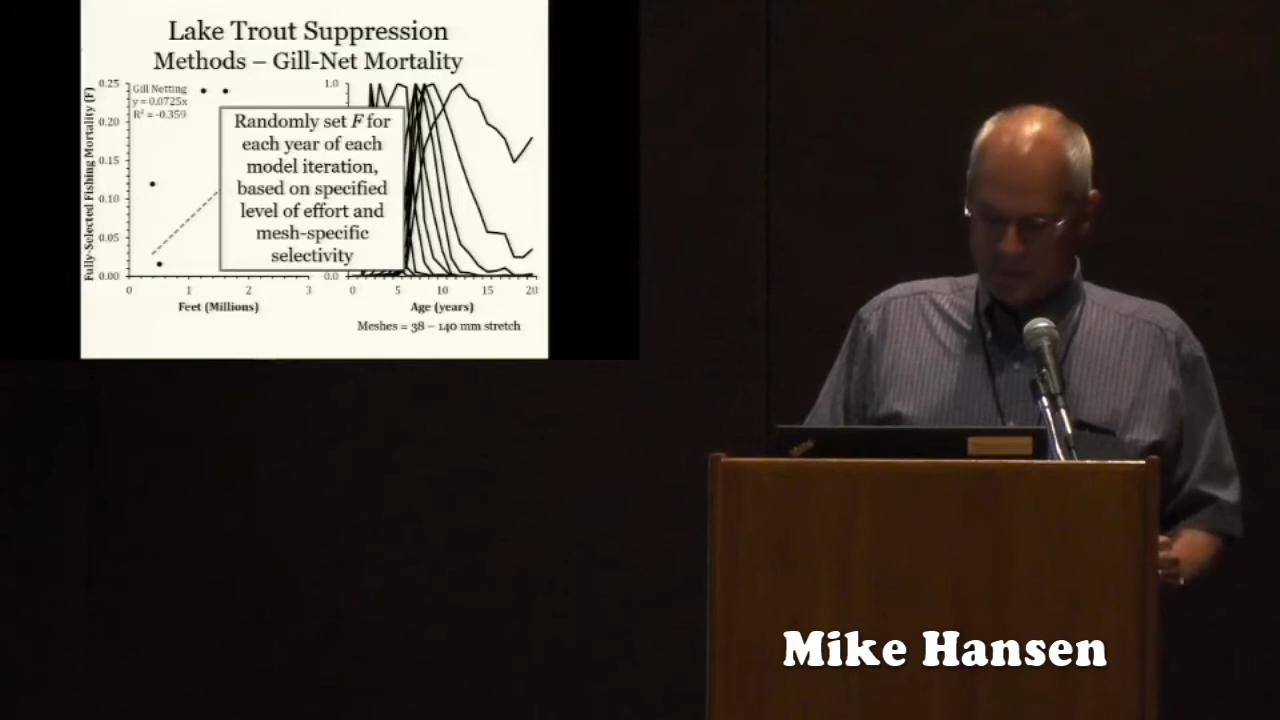 Lake Trout Suppression
Methods – Gill-Net Mortality
Fully-Selected Fishing Mortality (F)
0.25
0.20
0.15
0.10
0.05
0.00
Gill Netting
y = 0.0725x
R² = -0.359
0 1 2 3
Feet (Millions)
Randomly set F for
each year of each
model iteration,
based on specified
level of effort and
mesh-specific
selectivity
1.0
0.0
0 5 10 15 20
Age (years)
Meshes = 38 – 140 mm stretch
Mike Hansen